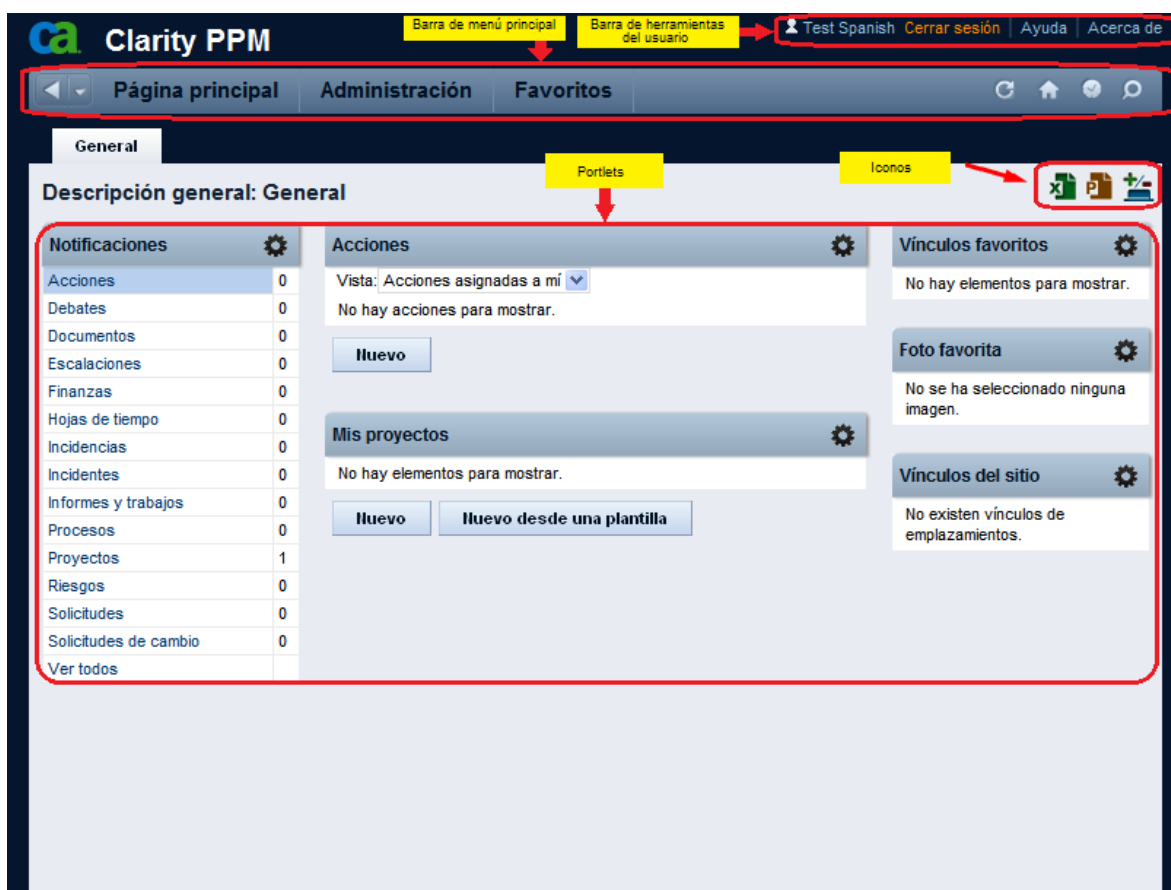 Barra de menú principal
Barra de herramientas
del usuario
Test Spanish Cerrar sesión | Ayuda | Acerca de
ca Clarity PPM
Página principal Administración Favoritos
General
Portlets
Iconos
Descripción general: General
Notificaciones
Acciones 0
Debates 0
Documentos 0
Escalaciones 0
Finanzas 0
Hojas de tiempo 0
Incidencias 0
Incidentes 0
Informes y trabajos 0
Procesos 0
Proyectos 1
Riesgos 0
Solicitudes 0
Solicitudes de cambio 0
Ver todos
Acciones
Vista: Acciones asignadas a mí
No hay acciones para mostrar.
Nuevo
Mis proyectos
No hay elementos para mostrar.
Nuevo Nuevo desde una plantilla
Vínculos favoritos
No hay elementos para mostrar.
Foto favorita
No se ha seleccionado ninguna
imagen.
Vínculos del sitio
No existen vínculos de
emplazamientos.